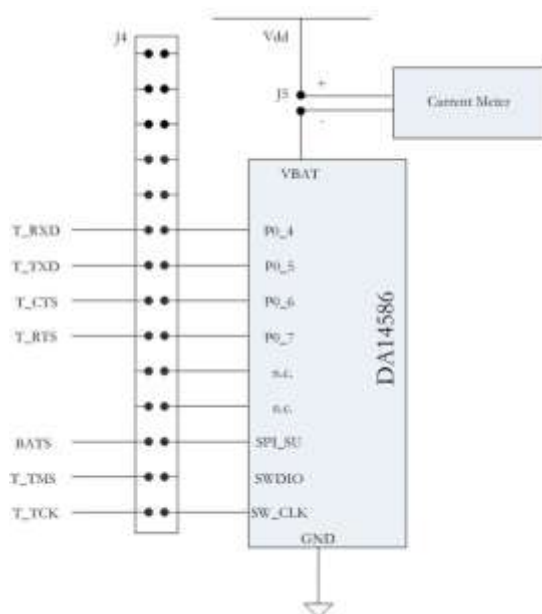 J4
Vdd
+
J5
Current Meter
-
VBAT
T_RXD P0_4
T_TXD P0_5
T_CTS P0_6
T_RTS P0_7
DA14586
n.c.
n.c.
BATS SPI_SU
T_TMS SWDIO
T_TCK SW_CLK
GND